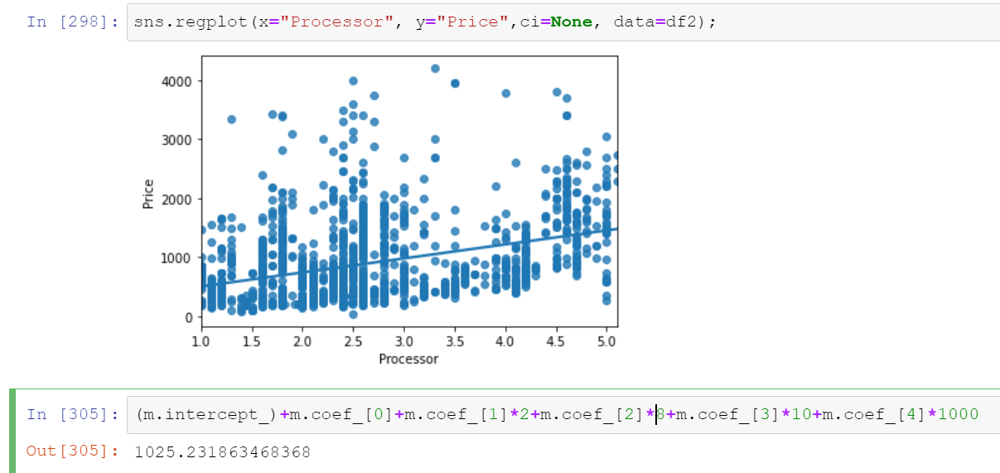 In [298]: sns.regplot(x="Processor", y="Price",ci=None, data=df2);
4000
3000
2000
1000
0
Price
1.0 1.5 2.0 2.5 3.0 3.5 4.0 4.5 5.0
Processor
In [305]: (m.intercept_)+m.coef_[0]+m.coef_[1]*2+m.coef_[2]*8+m.coef_[3]*10+m.coef_[4]*1000
Out[305]: 1025.231863468368